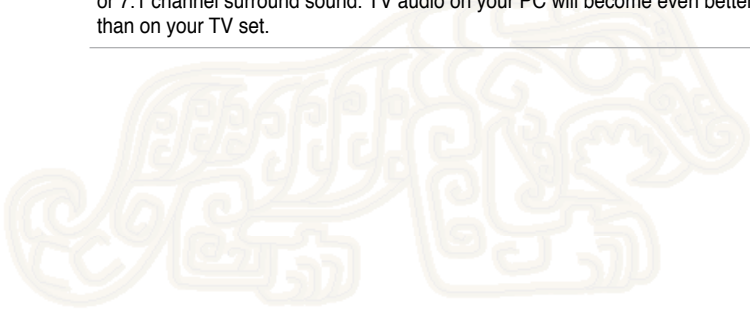 or 7.1 channel surround sound. TV audio on your PC will become even better
than on your TV set.